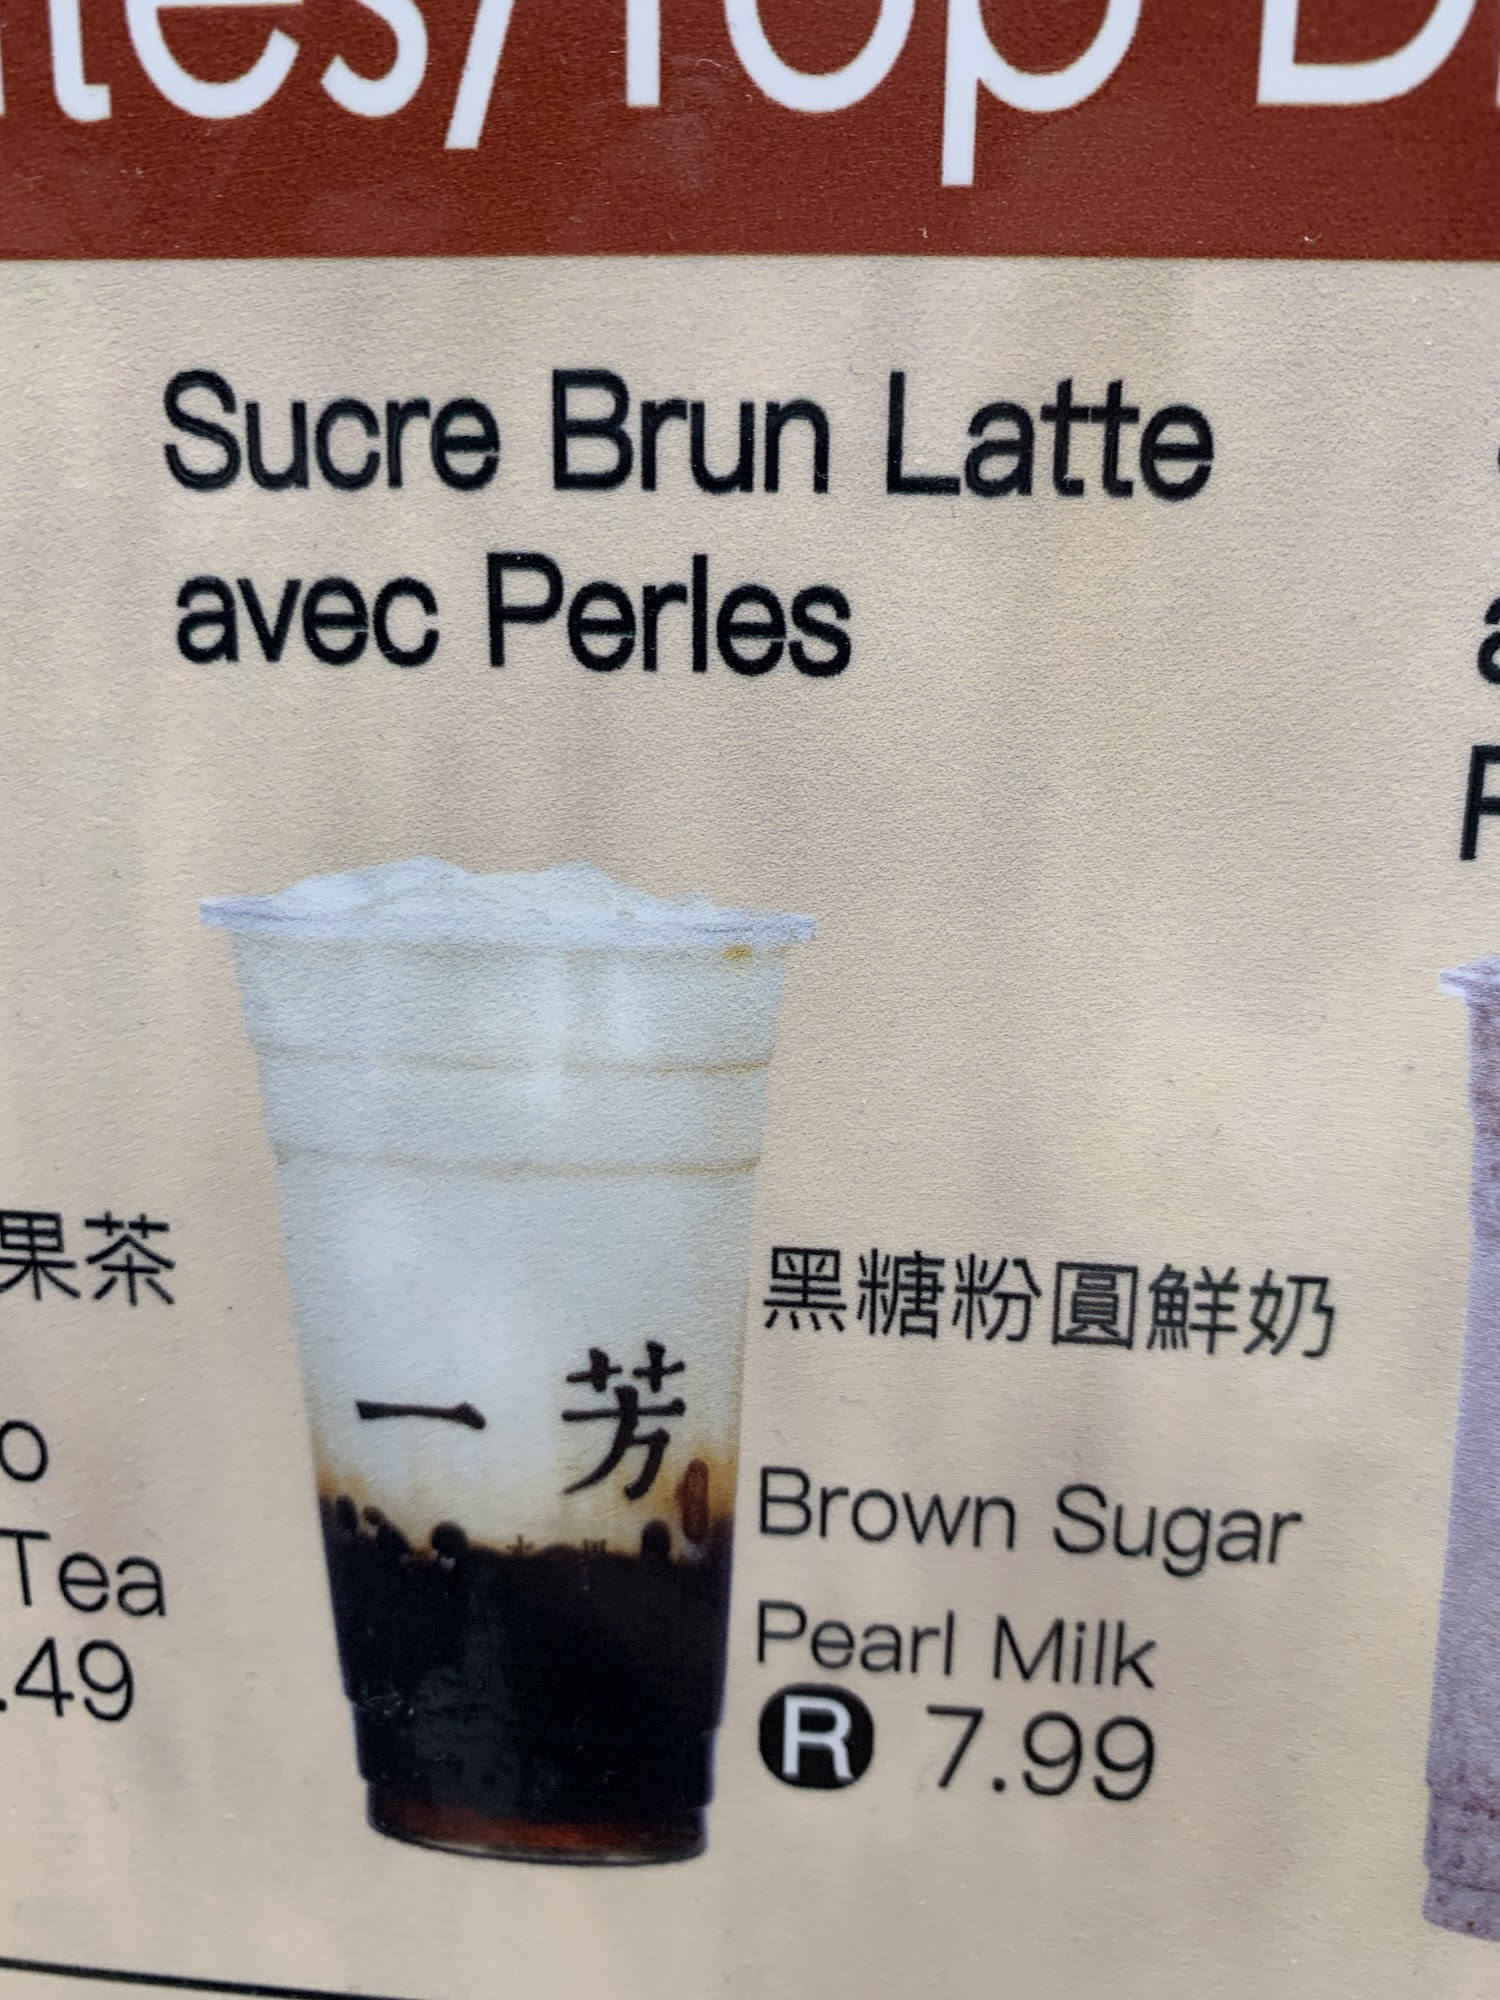 Top
Sucre Brun Latte
avec Perles
果茶
黑糖粉圓鮮奶
一芳
Brown Sugar
Tea
Pearl Milk
.49
R 7.99